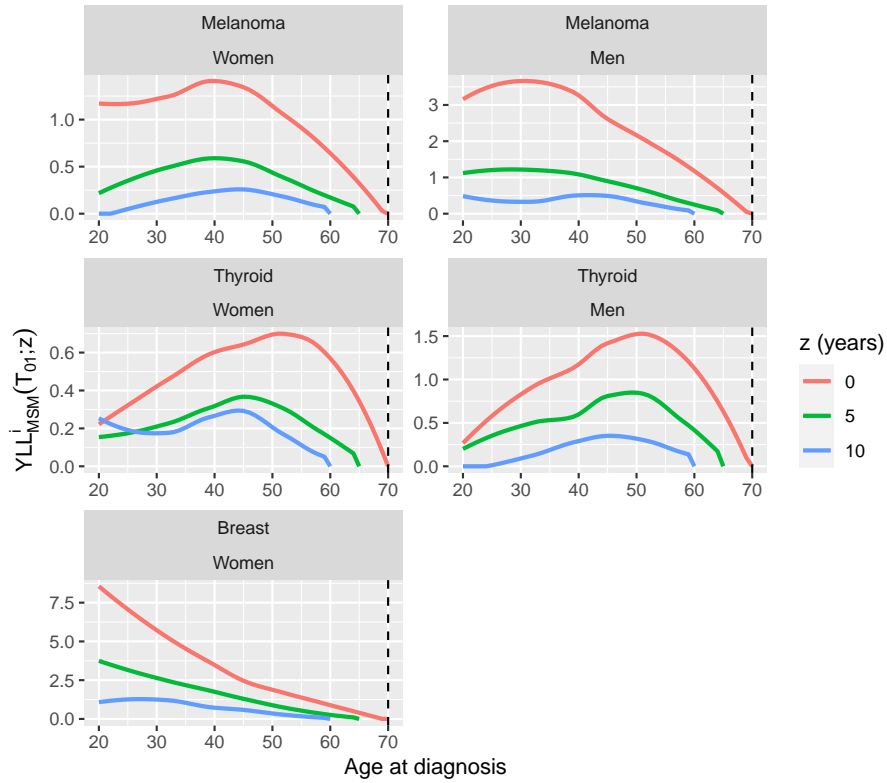 Melanoma
Women
Melanoma
Men
1.0
0.5
0.0
20 30 40 50 60 70
3
2
1
0
20 30 40 50 60 70
Thyroid
Women
Thyroid
Men
0.6
0.4
0.2
0.0
20 30 40 50 60 70
1.5
1.0
0.5
0.0
20 30 40 50 60 70
Breast
Women
7.5
5.0
2.5
0.0
20 30 40 50 60 70
Age at diagnosis
YLL^i_MSM(T_01;z)
z (years)
0
5
10